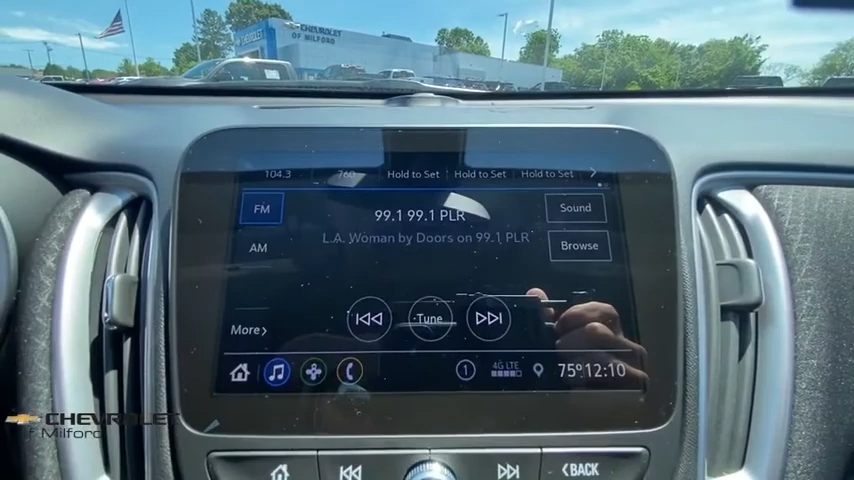 CHEVROLET
OF MILFORD
104.3 760 Hold to Set Hold to Set Hold to Set
FM 99.1 99.1 PLR Sound
AM L.A. Woman by Doors on 99.1 PLR Browse
More Tune
1 4G LTE 75° 12:10
CHEVROLET
of Milford
BACK